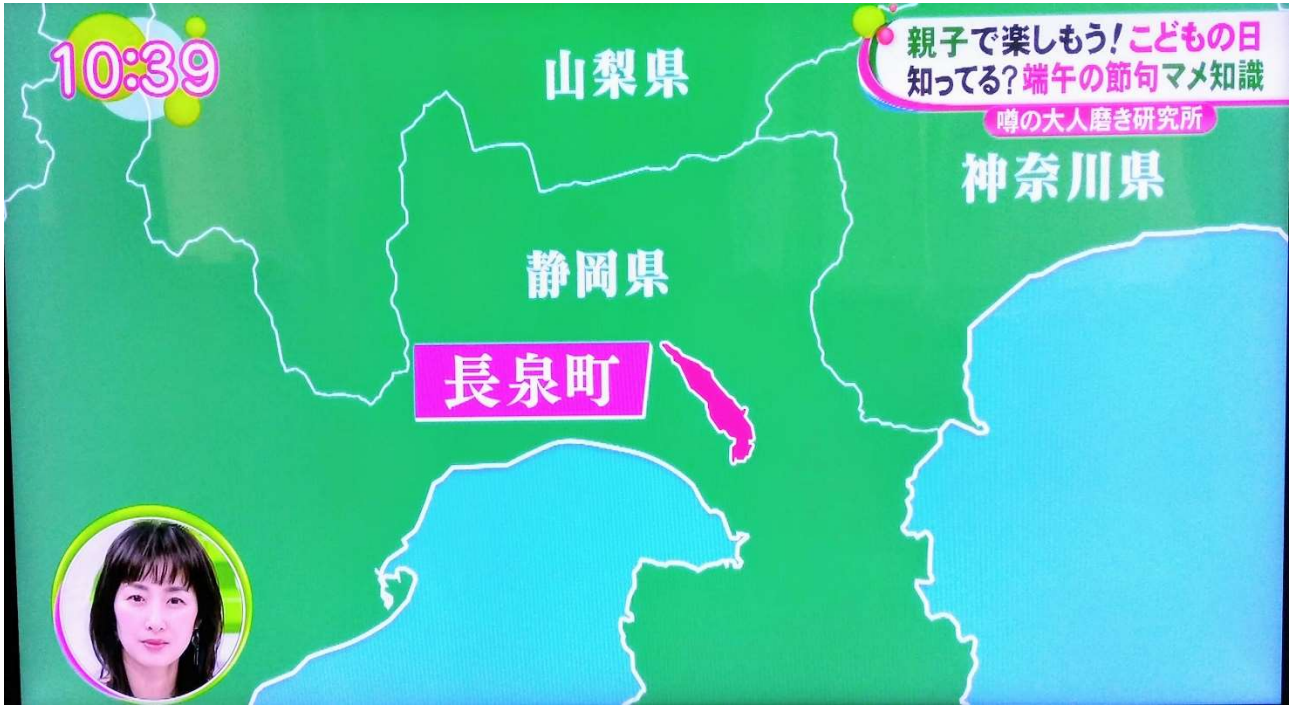 10:39
親子で楽しもう!こどもの日
知ってる?端午の節句マメ知識
噂の大人磨き研究所
山梨県
神奈川県
静岡県
長泉町